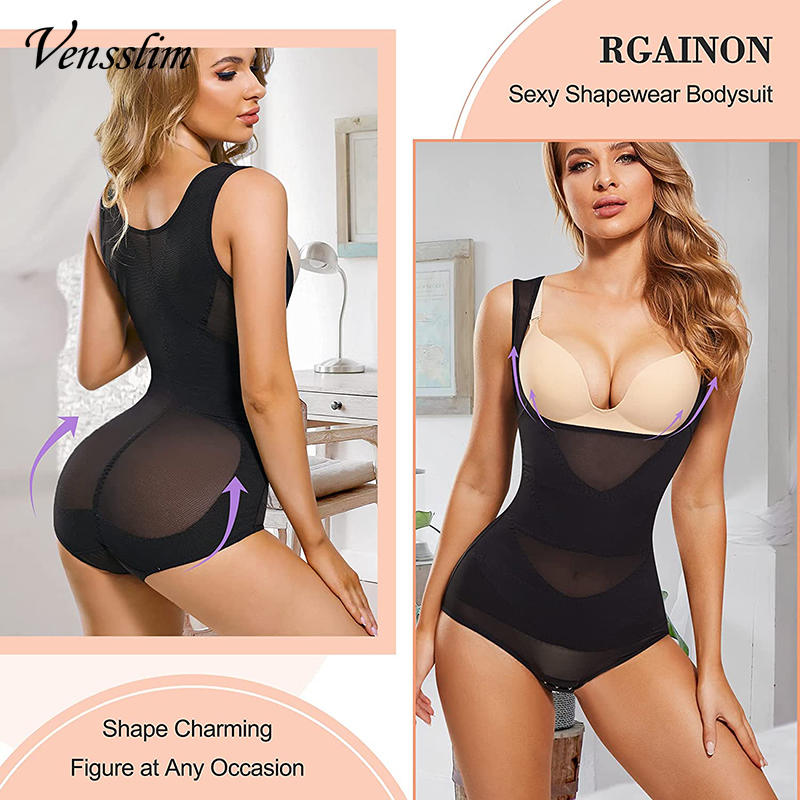 Vensslim
RGAINON
Sexy Shapewear Bodysuit
Shape Charming
Figure at Any Occasion